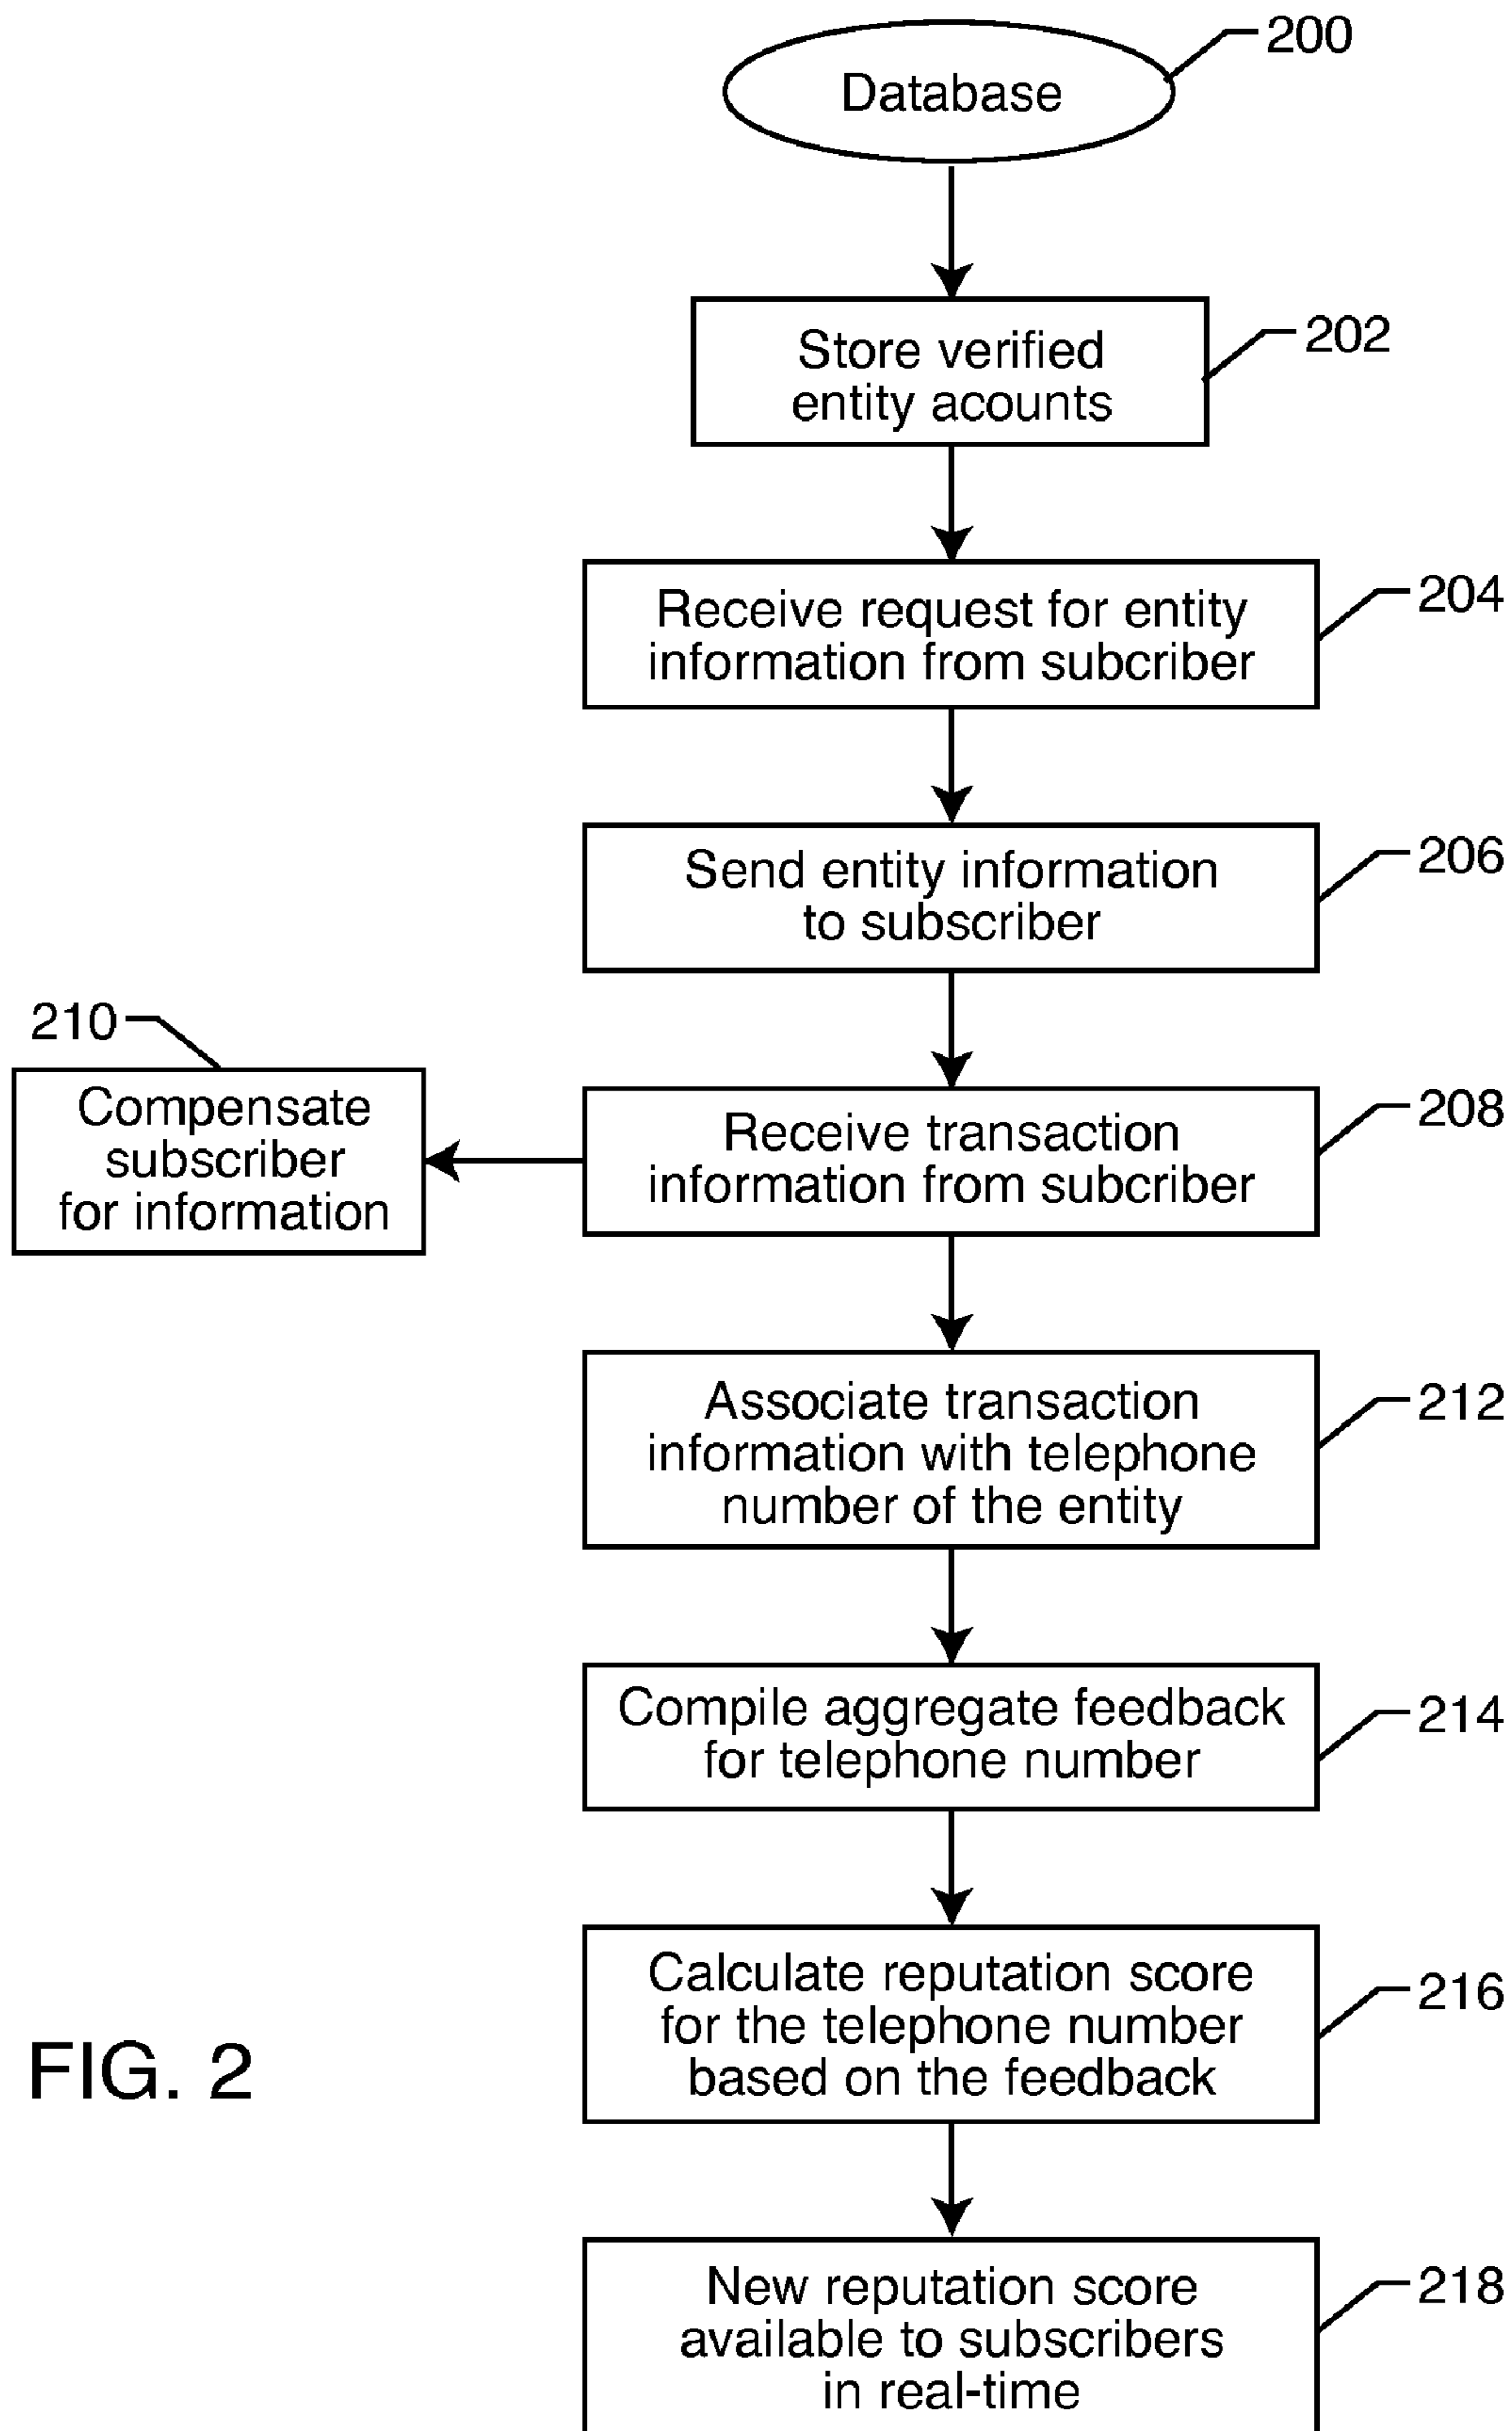 200
Database
202
Store verified
entity acounts
204
Receive request for entity
information from subcriber
206
Send entity information
to subscriber
210
Compensate
subscriber
for information
208
Receive transaction
information from subcriber
212
Associate transaction
information with telephone
number of the entity
214
Compile aggregate feedback
for telephone number
216
Calculate reputation score
for the telephone number
based on the feedback
FIG. 2
218
New reputation score
available to subscribers
in real-time